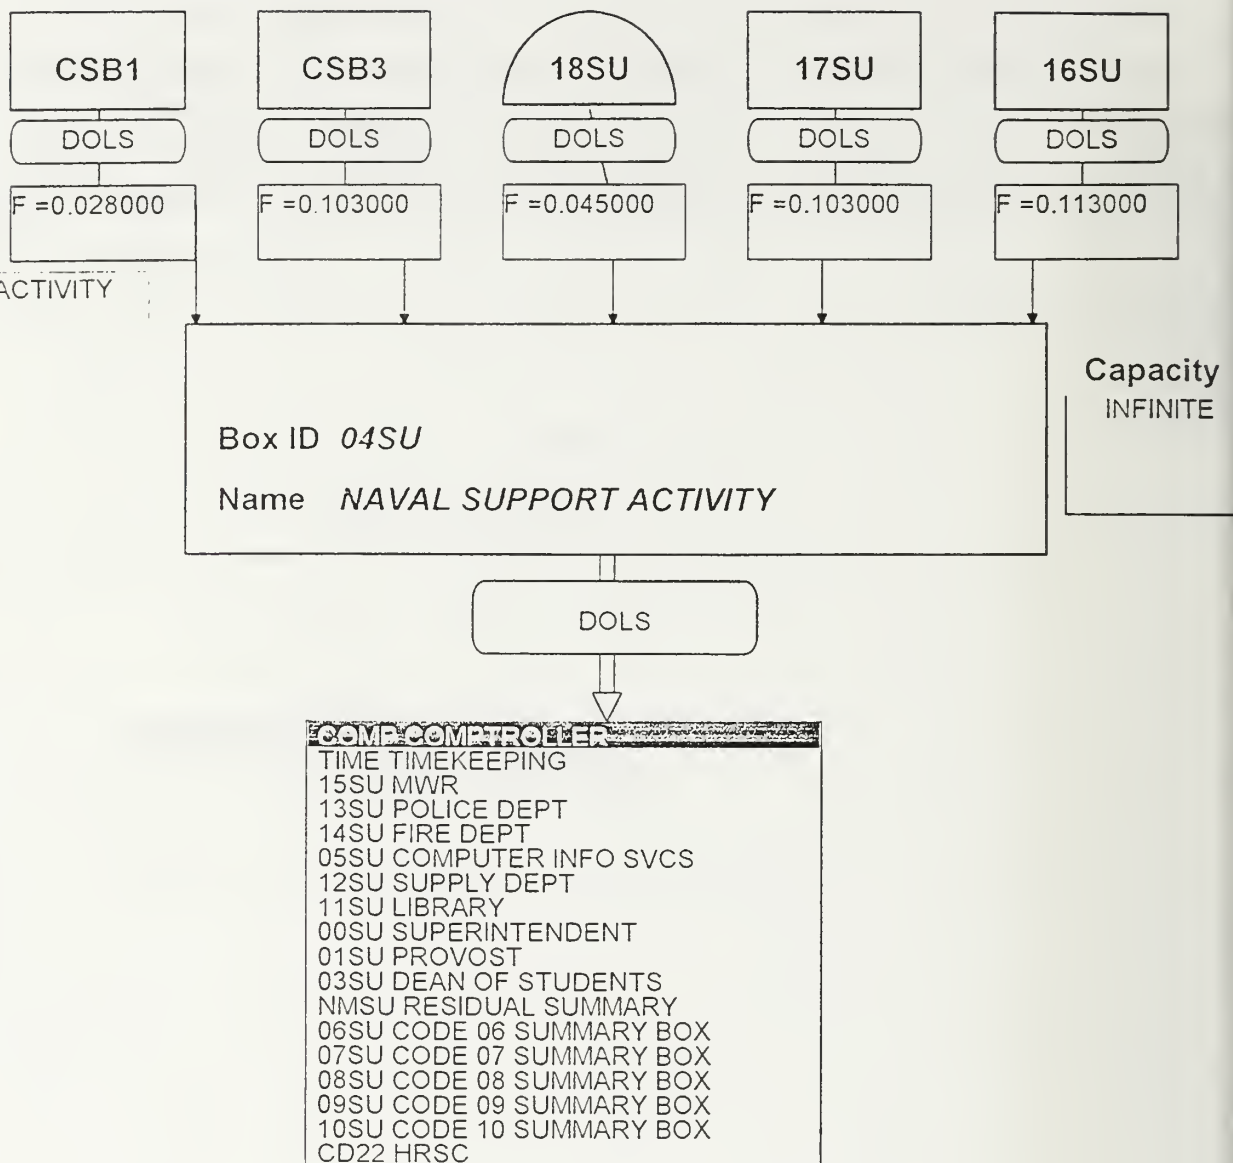 CSB1 CSB3 18SU 17SU 16SU
DOLS DOLS DOLS DOLS DOLS
F =0.028000 F =0.103000 F =0.045000 F =0.103000 F =0.113000
ACTIVITY
Capacity
INFINITE
Box ID 04SU
Name NAVAL SUPPORT ACTIVITY
DOLS
COMP COMPTROLLER
TIME TIMEKEEPING
15SU MWR
13SU POLICE DEPT
14SU FIRE DEPT
05SU COMPUTER INFO SVCS
12SU SUPPLY DEPT
11SU LIBRARY
00SU SUPERINTENDENT
01SU PROVOST
03SU DEAN OF STUDENTS
NMSU RESIDUAL SUMMARY
06SU CODE 06 SUMMARY BOX
07SU CODE 07 SUMMARY BOX
08SU CODE 08 SUMMARY BOX
09SU CODE 09 SUMMARY BOX
10SU CODE 10 SUMMARY BOX
CD22 HRSC